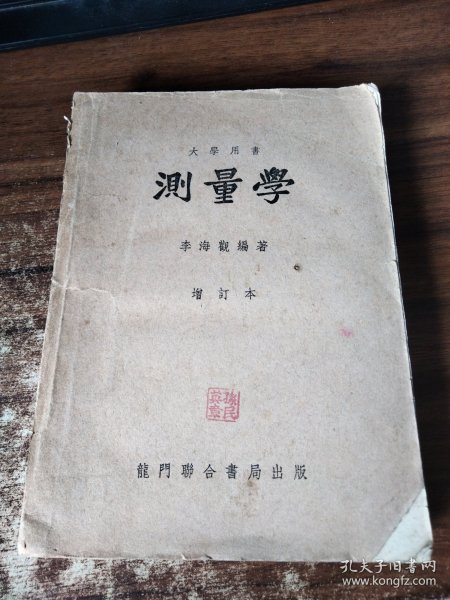 大學用書
測量學
李海觀編著
增訂本
龍門聯合書局出版
孔夫子旧书网
www.kongfz.com